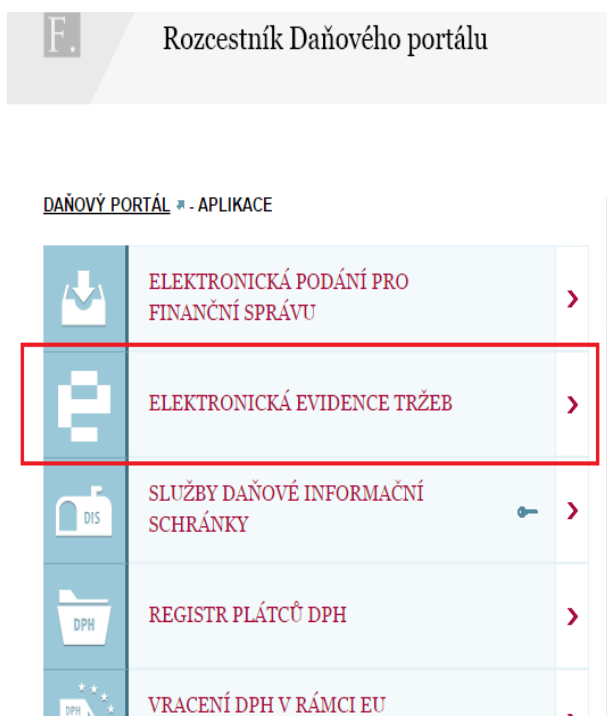 F.
Rozcestník Daňového portálu
DAŇOVÝ PORTÁL - APLIKACE
ELEKTRONICKÁ PODÁNÍ PRO
FINANČNÍ SPRÁVU
ELEKTRONICKÁ EVIDENCE TRŽEB
DIS
SLUŽBY DAŇOVÉ INFORMAČNÍ
SCHRÁNKY
DPH
REGISTR PLÁTCŮ DPH
DPH
VRACENÍ DPH V RÁMCI EU